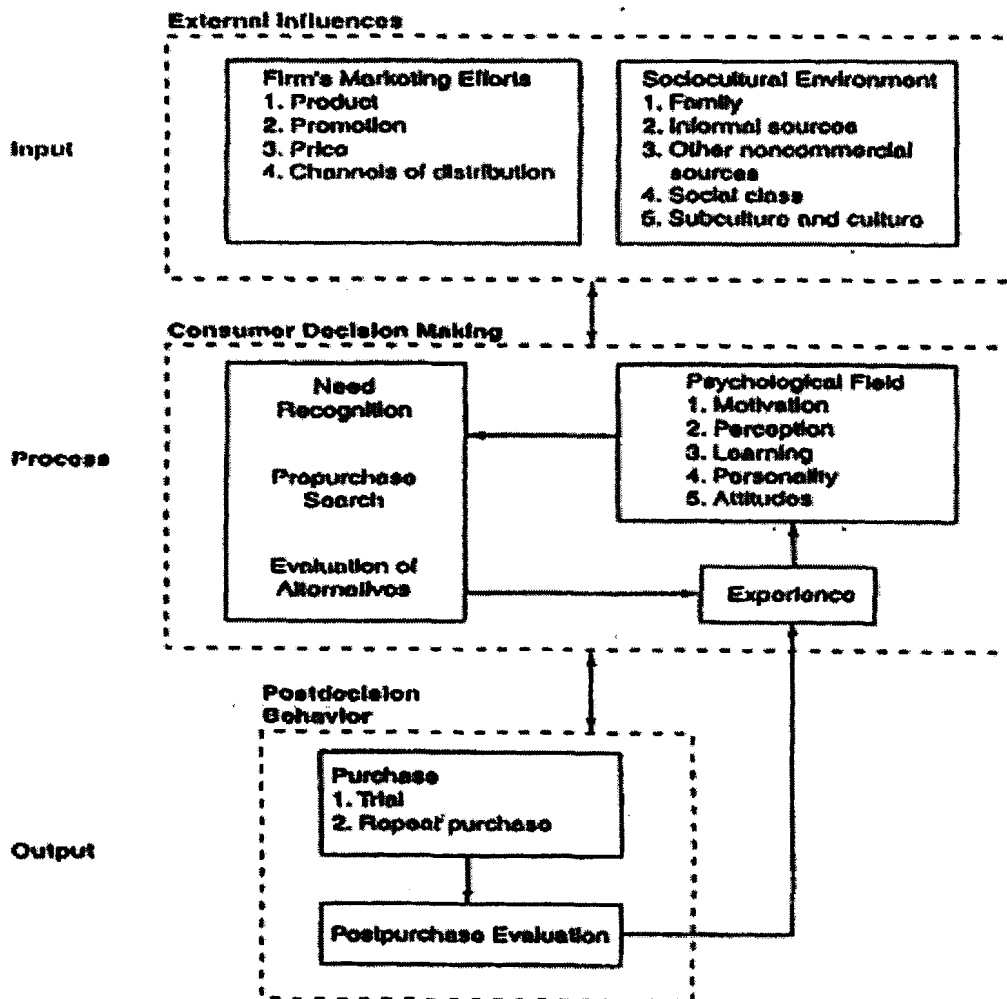 External Influences
Firm's Marketing Efforts
1. Product
2. Promotion
3. Price
4. Channels of distribution
Sociocultural Environment
1. Family
2. Informal sources
3. Other noncommercial
sources
4. Social class
5. Subculture and culture
Input
Consumer Decision Making
Need
Recognition
Prepurchase
Search
Evaluation of
Alternatives
Psychological Field
1. Motivation
2. Perception
3. Learning
4. Personality
5. Attitudes
Experience
Process
Postdecision
Behavior
Purchase
1. Trial
2. Repeat purchase
Postpurchase Evaluation
Output